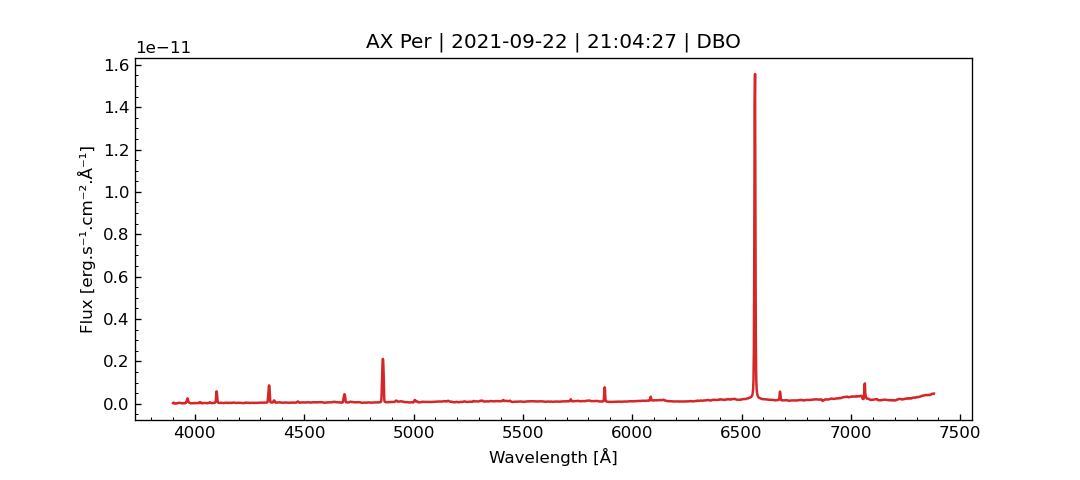 AX Per | 2021-09-22 | 21:04:27 | DBO
1e−11
1.6
1.4
1.2
1.0
0.8
0.6
0.4
0.2
0.0
Flux [erg.s⁻¹.cm⁻².Å⁻¹]
4000 4500 5000 5500 6000 6500 7000 7500
Wavelength [Å]